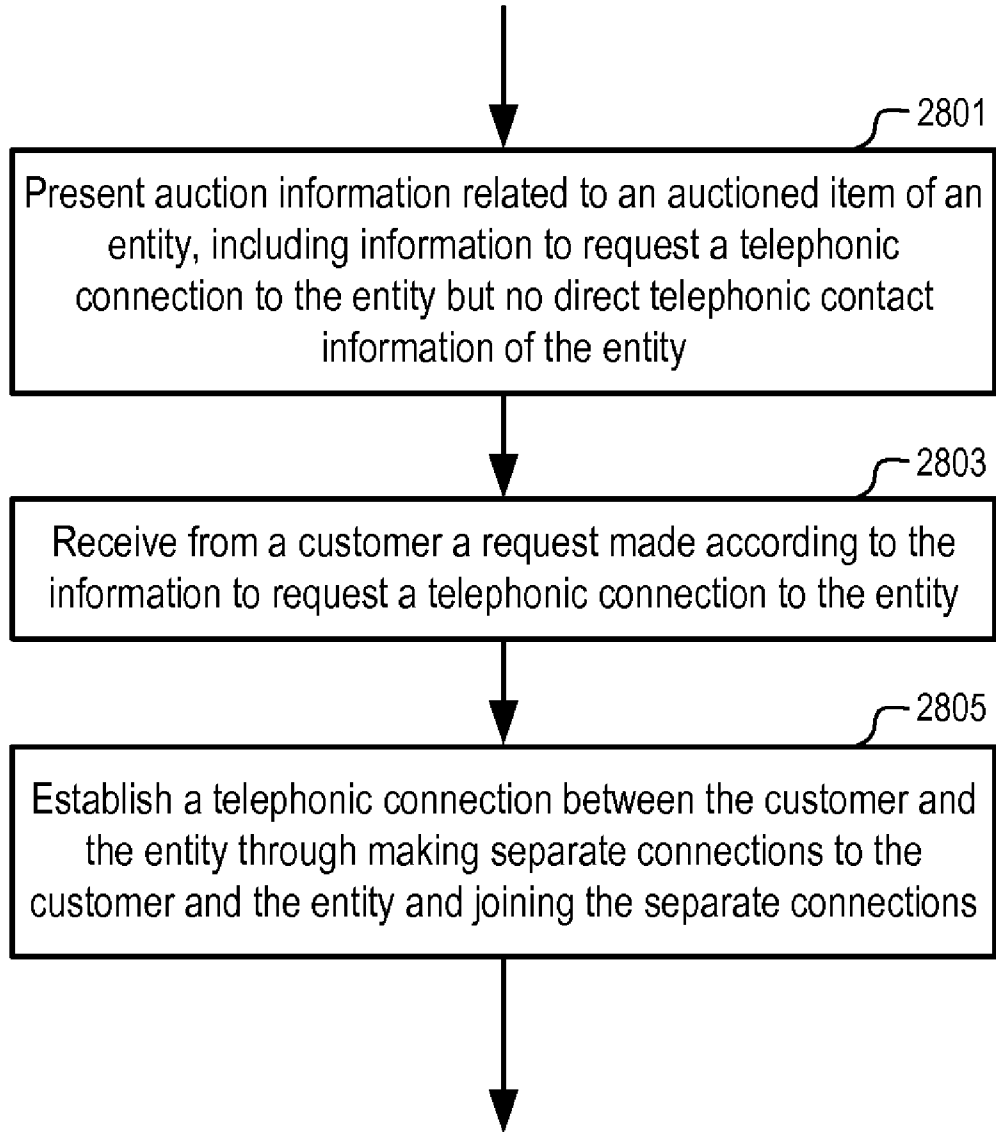 2801
Present auction information related to an auctioned item of an
entity, including information to request a telephonic
connection to the entity but no direct telephonic contact
information of the entity
2803
Receive from a customer a request made according to the
information to request a telephonic connection to the entity
2805
Establish a telephonic connection between the customer and
the entity through making separate connections to the
customer and the entity and joining the separate connections